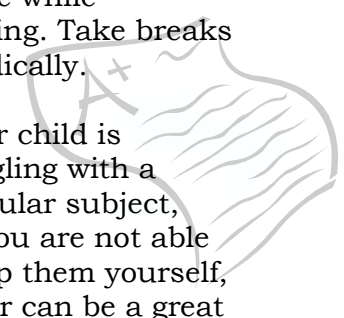 e while
ing. Take breaks
dically.
r child is
gling with a
ular subject,
ou are not able
p them yourself,
r can be a great
A+